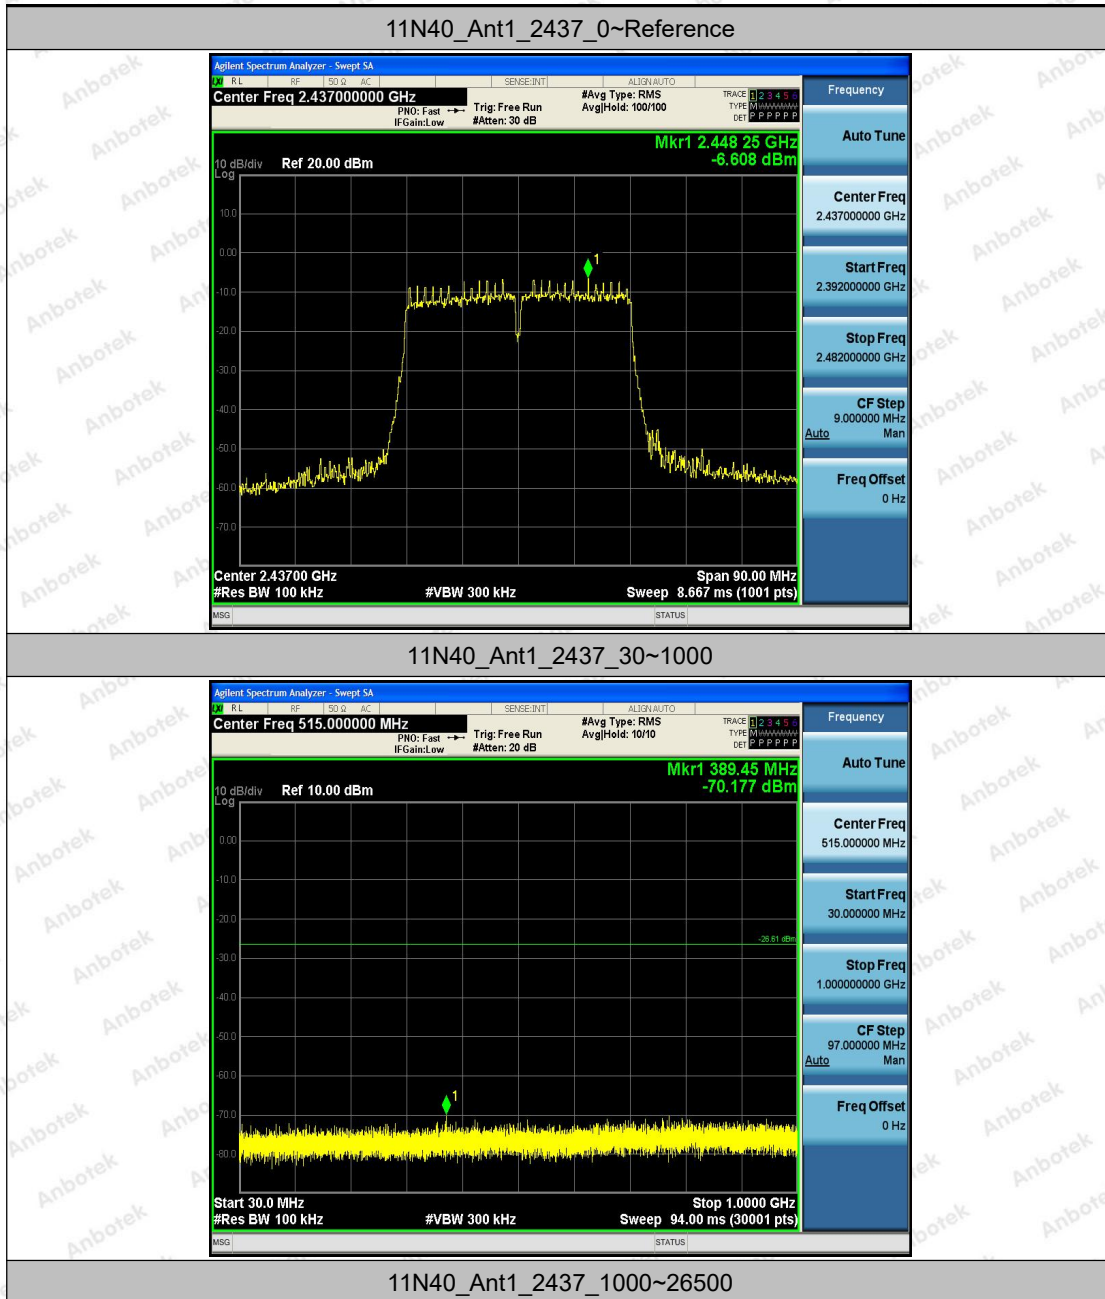 11N40_Ant1_2437_0~Reference
Agilent Spectrum Analyzer - Swept SA
RL RF 50 Ω AC SENSE:INT ALIGN AUTO
Center Freq 2.437000000 GHz
PNO: Fast
IFGain:Low
Trig: Free Run
#Atten: 30 dB
#Avg Type: RMS
Avg|Hold: 100/100
TRACE 1 2 3 4 5 6
TYPE M
DET P P P P P P
Mkr1 2.448 25 GHz
-6.608 dBm
10 dB/div Ref 20.00 dBm
Log
10.0
0.00
-10.0
-20.0
-30.0
-40.0
-50.0
-60.0
-70.0
1
Center 2.43700 GHz
Span 90.00 MHz
#Res BW 100 kHz #VBW 300 kHz Sweep 8.667 ms (1001 pts)
MSG STATUS
Frequency
Auto Tune
Center Freq
2.437000000 GHz
Start Freq
2.392000000 GHz
Stop Freq
2.482000000 GHz
CF Step
9.000000 MHz
Auto Man
Freq Offset
0 Hz
11N40_Ant1_2437_30~1000
Agilent Spectrum Analyzer - Swept SA
RL RF 50 Ω AC SENSE:INT ALIGN AUTO
Center Freq 515.000000 MHz
PNO: Fast
IFGain:Low
Trig: Free Run
#Atten: 20 dB
#Avg Type: RMS
Avg|Hold: 10/10
TRACE 1 2 3 4 5 6
TYPE M
DET P P P P P P
Mkr1 389.45 MHz
-70.177 dBm
10 dB/div Ref 10.00 dBm
Log
0.00
-10.0
-20.0
-26.61 dBm
-30.0
-40.0
-50.0
-60.0
-70.0
-80.0
1
Start 30.0 MHz
Stop 1.0000 GHz
#Res BW 100 kHz #VBW 300 kHz Sweep 94.00 ms (30001 pts)
MSG STATUS
Frequency
Auto Tune
Center Freq
515.000000 MHz
Start Freq
30.000000 MHz
Stop Freq
1.000000000 GHz
CF Step
97.000000 MHz
Auto Man
Freq Offset
0 Hz
11N40_Ant1_2437_1000~26500
Anbotek